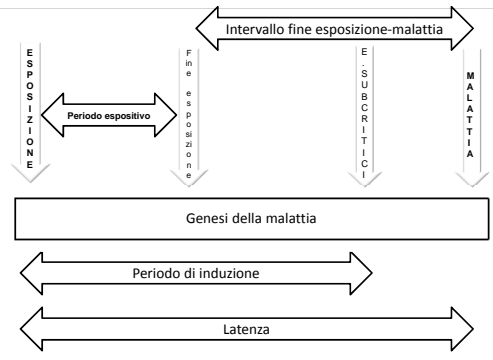 Intervallo fine esposizione-malattia
ESPOSIZIONE
Fine esposizione
E.SUBCRITICI
MALATTIA
Periodo espositivo
Genesi della malattia
Periodo di induzione
Latenza